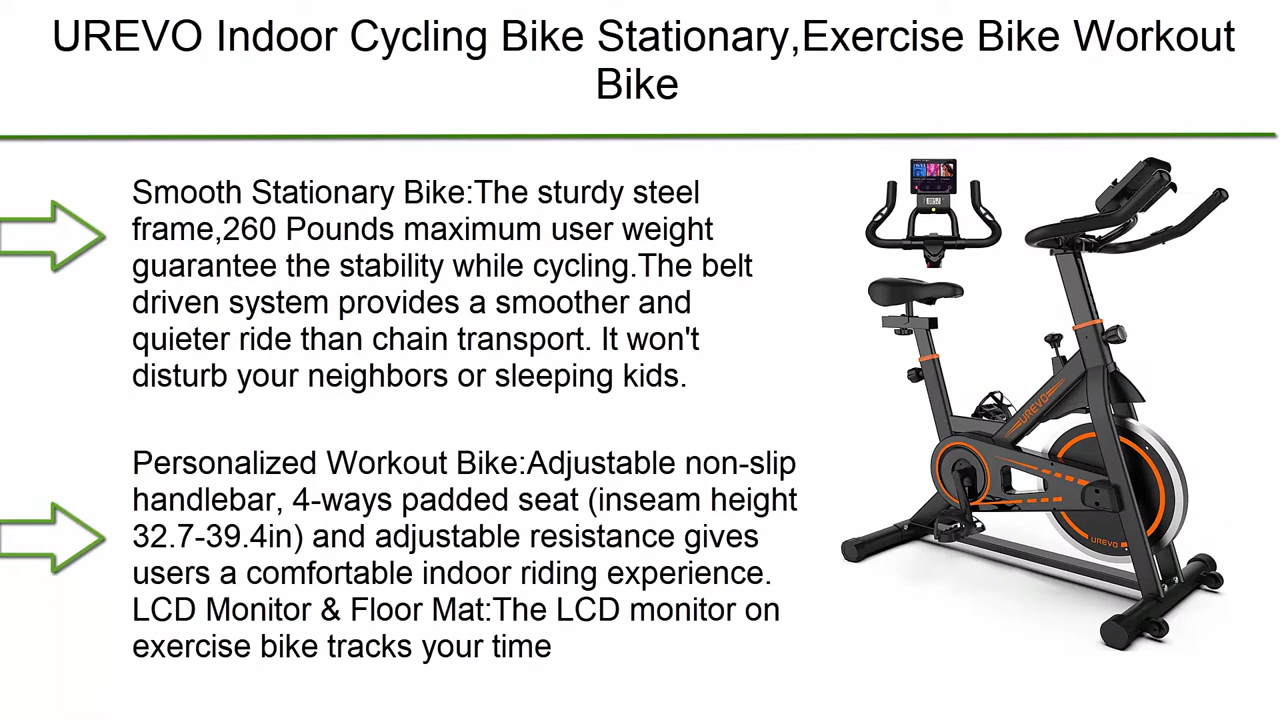 UREVO Indoor Cycling Bike Stationary,Exercise Bike Workout
Bike
Smooth Stationary Bike:The sturdy steel
frame,260 Pounds maximum user weight
guarantee the stability while cycling.The belt
driven system provides a smoother and
quieter ride than chain transport. It won't
disturb your neighbors or sleeping kids.
Personalized Workout Bike:Adjustable non-slip
handlebar, 4-ways padded seat (inseam height
32.7-39.4in) and adjustable resistance gives
users a comfortable indoor riding experience.
LCD Monitor & Floor Mat:The LCD monitor on
exercise bike tracks your time
UREVO
UREVO